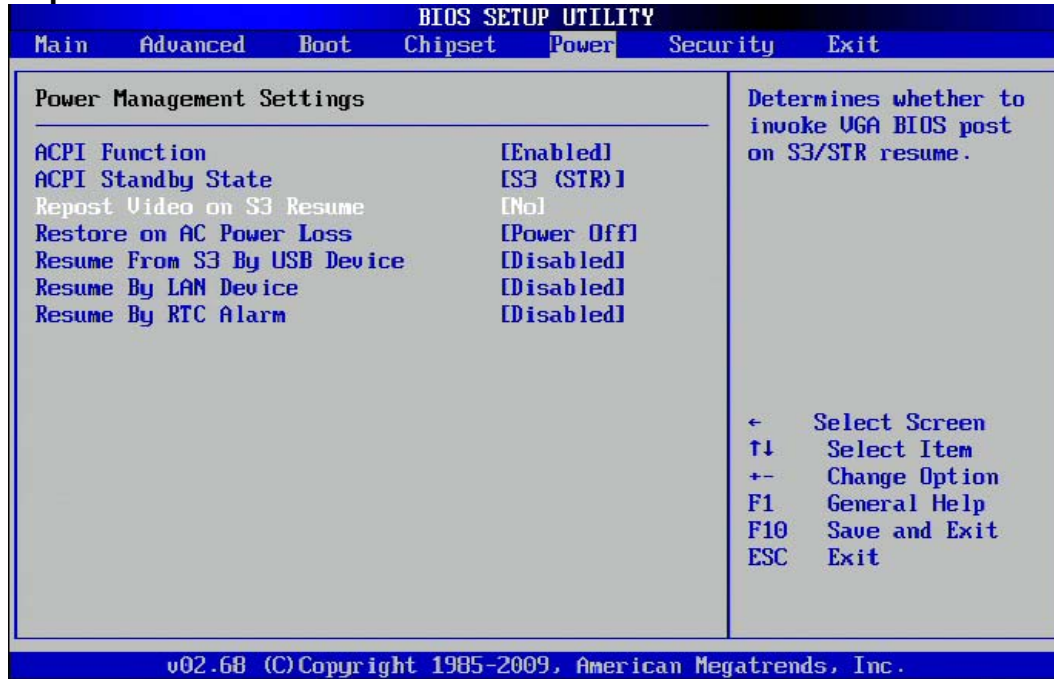 BIOS SETUP UTILITY
Main Advanced Boot Chipset Power Security Exit
Power Management Settings
ACPI Function [Enabled]
ACPI Standby State [S3 (STR)]
Repost Video on S3 Resume [No]
Restore on AC Power Loss [Power Off]
Resume From S3 By USB Device [Disabled]
Resume By LAN Device [Disabled]
Resume By RTC Alarm [Disabled]
Determines whether to
invoke VGA BIOS post
on S3/STR resume.
← Select Screen
↑↓ Select Item
+- Change Option
F1 General Help
F10 Save and Exit
ESC Exit
v02.68 (C)Copyright 1985-2009, American Megatrends, Inc.